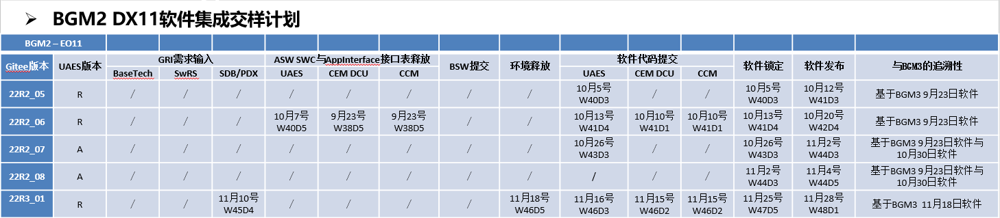 ➢ BGM2 DX11软件集成交样计划
BGM2 – EO11
Gitee版本 UAES版本 GRI需求输入 ASW SWC与AppInterface接口表释放 BSW提交 环境释放 软件代码提交 软件锁定 软件发布 与BGM3的追溯性
BaseTech SwRS SDB/PDX UAES CEM DCU CCM UAES CEM DCU CCM
22R2_05 R / / / / / / / / 10月5号 W40D3 / / 10月5号 W40D3 10月12号 W41D3 基于BGM3 9月23日软件
22R2_06 R / / / 10月7号 W40D5 9月23号 W38D5 9月23号 W38D5 / / 10月13号 W41D4 10月10号 W41D1 10月10号 W41D1 10月13号 W41D4 10月20号 W42D4 基于BGM3 9月23日软件
22R2_07 A / / / / / / / / 10月26号 W43D3 / / 10月26号 W43D3 11月2号 W44D3 基于BGM3 9月23日软件与 10月30日软件
22R2_08 A / / / / / / / / / / / 11月2号 W44D3 11月4号 W44D5 基于BGM3 9月23日软件与 10月30日软件
22R3_01 R / / 11月10号 W45D4 / / / / 11月18号 W46D5 11月16号 W46D3 11月15号 W46D2 11月15号 W46D2 11月25号 W47D5 11月28号 W48D1 基于BGM3 11月18日软件